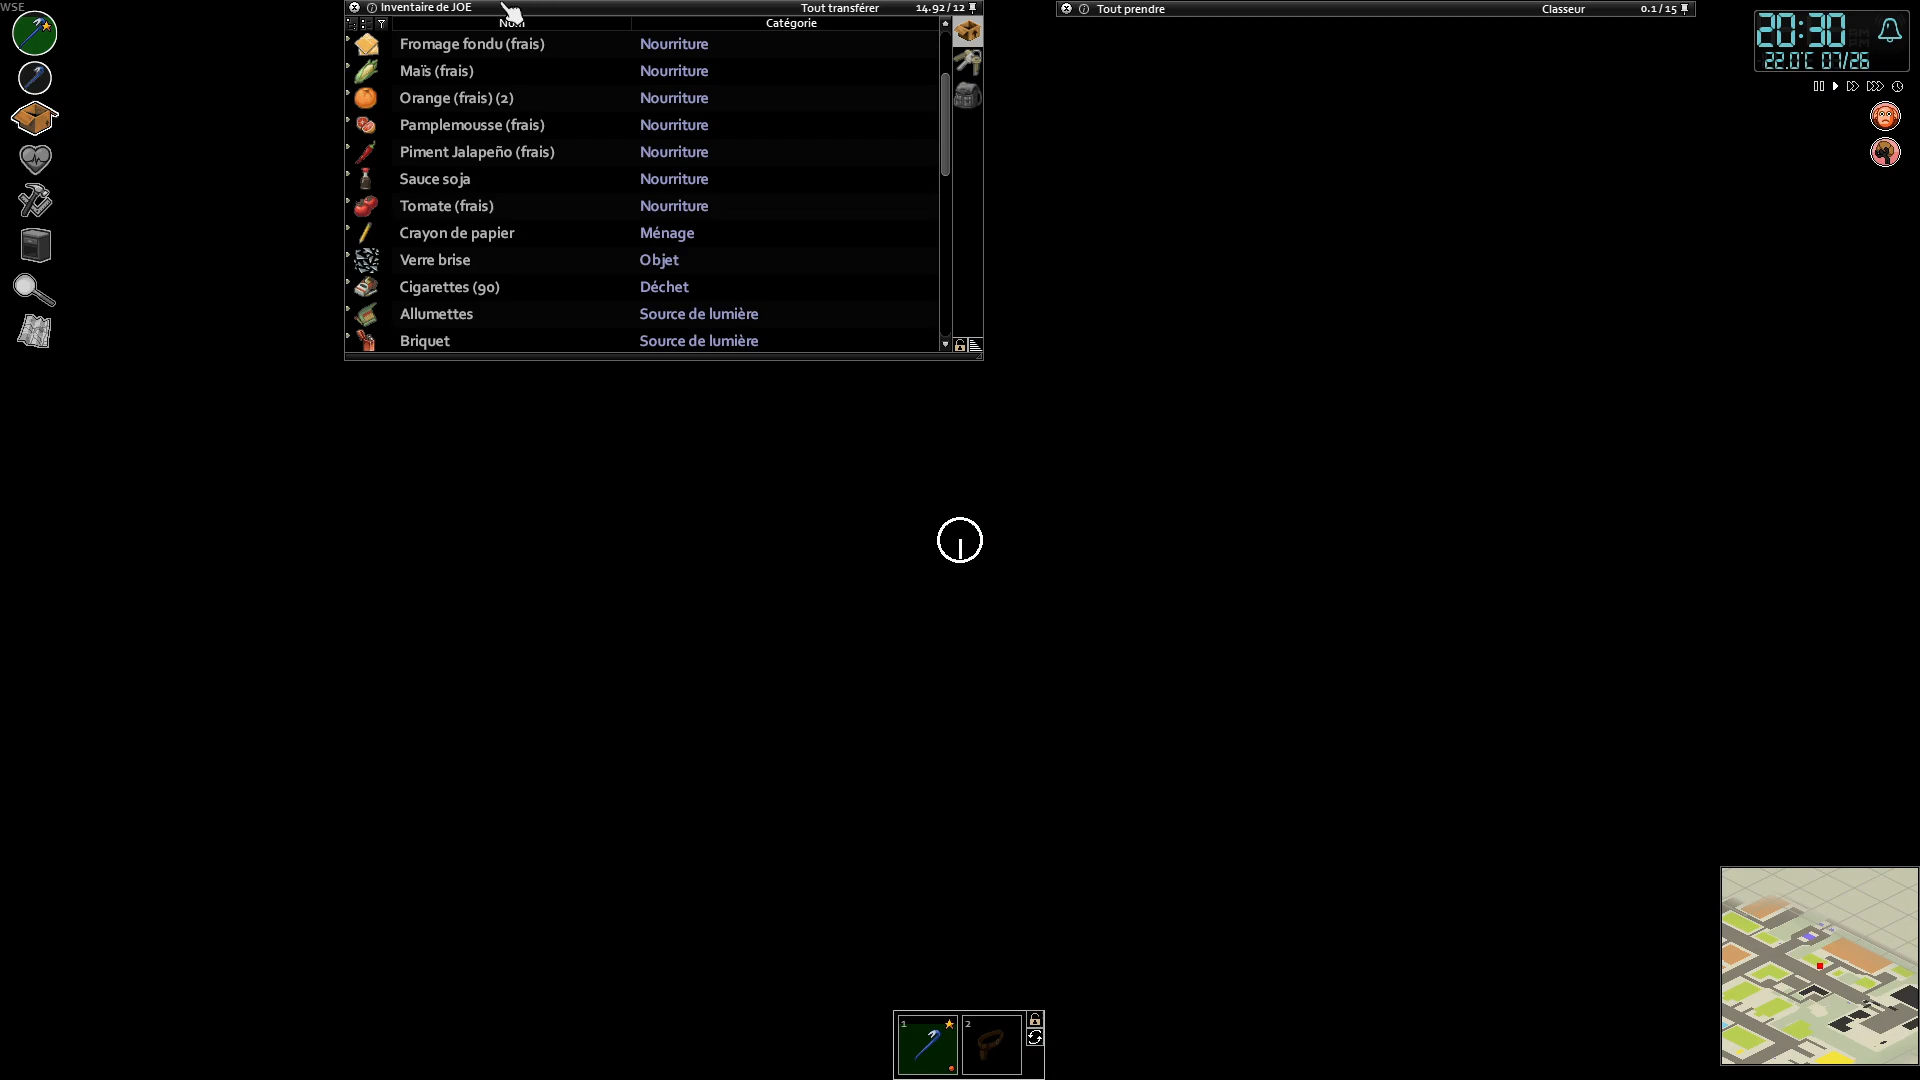 WSE
Inventaire de JOE Tout transférer 14.92 / 12
Catégorie
Fromage fondu (frais) Nourriture
Maïs (frais) Nourriture
Orange (frais) (2) Nourriture
Pamplemousse (frais) Nourriture
Piment Jalapeño (frais) Nourriture
Sauce soja Nourriture
Tomate (frais) Nourriture
Crayon de papier Ménage
Verre brise Objet
Cigarettes (90) Déchet
Allumettes Source de lumière
Briquet Source de lumière
Tout prendre Classeur 0.1 / 15
20:30
22.0°C 07/26
1 2